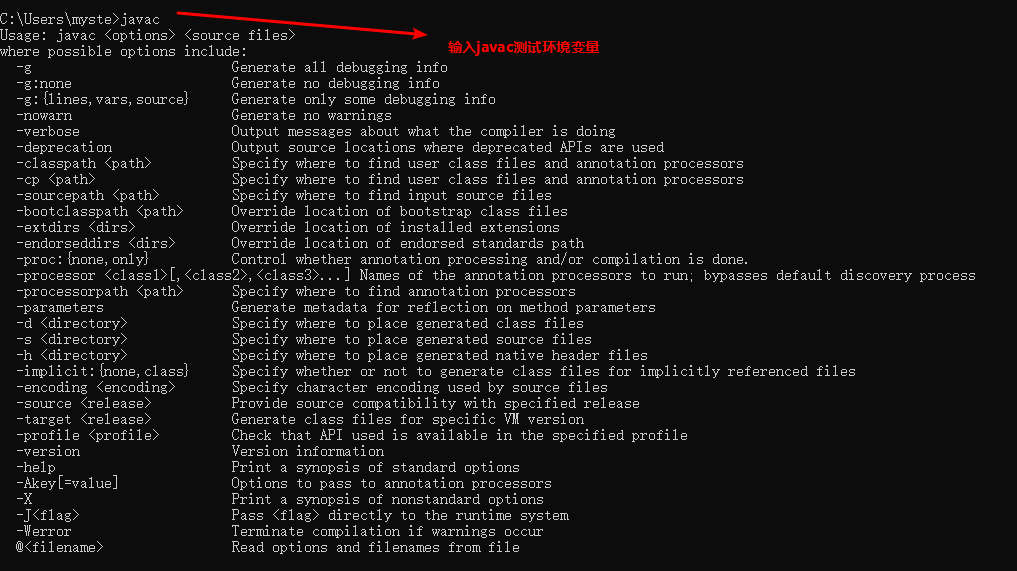 C:\Users\myste>javac
Usage: javac <options> <source files>
输入javac测试环境变量
where possible options include:
-g Generate all debugging info
-g:none Generate no debugging info
-g:{lines,vars,source} Generate only some debugging info
-nowarn Generate no warnings
-verbose Output messages about what the compiler is doing
-deprecation Output source locations where deprecated APIs are used
-classpath <path> Specify where to find user class files and annotation processors
-cp <path> Specify where to find user class files and annotation processors
-sourcepath <path> Specify where to find input source files
-bootclasspath <path> Override location of bootstrap class files
-extdirs <dirs> Override location of installed extensions
-endorseddirs <dirs> Override location of endorsed standards path
-proc:{none,only} Control whether annotation processing and/or compilation is done.
-processor <class1>[,<class2>,<class3>...] Names of the annotation processors to run; bypasses default discovery process
-processorpath <path> Specify where to find annotation processors
-parameters Generate metadata for reflection on method parameters
-d <directory> Specify where to place generated class files
-s <directory> Specify where to place generated source files
-h <directory> Specify where to place generated native header files
-implicit:{none,class} Specify whether or not to generate class files for implicitly referenced files
-encoding <encoding> Specify character encoding used by source files
-source <release> Provide source compatibility with specified release
-target <release> Generate class files for specific VM version
-profile <profile> Check that API used is available in the specified profile
-version Version information
-help Print a synopsis of standard options
-Akey[=value] Options to pass to annotation processors
-X Print a synopsis of nonstandard options
-J<flag> Pass <flag> directly to the runtime system
-Werror Terminate compilation if warnings occur
@<filename> Read options and filenames from file